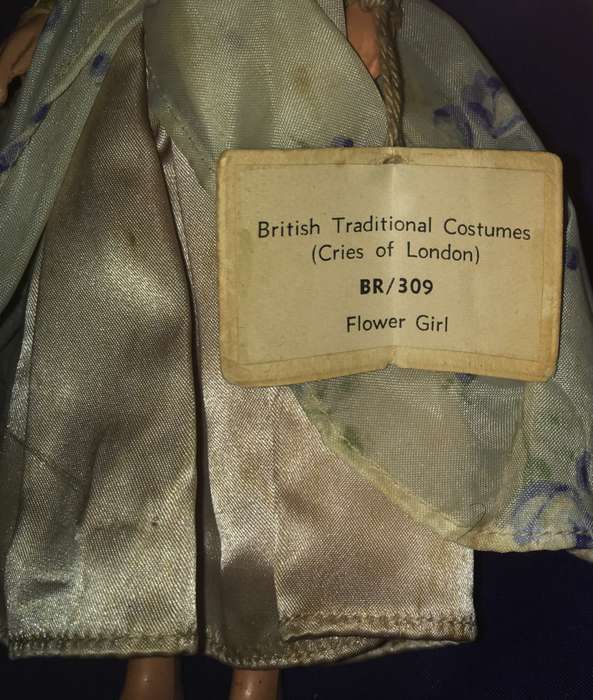 British Traditional Costumes
(Cries of London)
BR/309
Flower Girl